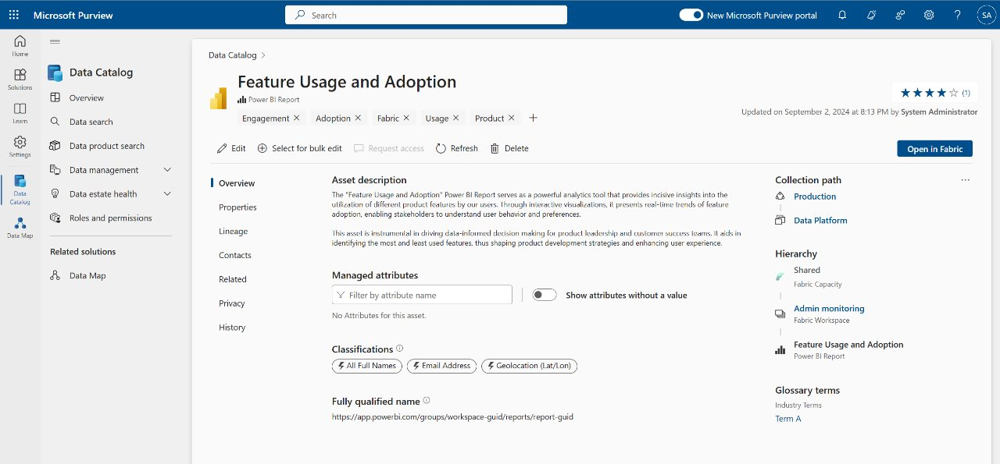 Microsoft Purview
Search
New Microsoft Purview portal
?
SA
Home
Solutions
Learn
Settings
Data
Catalog
Data Map
Data Catalog
Overview
Data search
Data product search
Data management
Data estate health
Roles and permissions
Related solutions
Data Map
Data Catalog >
Feature Usage and Adoption
Power BI Report
Engagement × Adoption × Fabric × Usage × Product × +
(1)
Updated on September 2, 2024 at 8:13 PM by System Administrator
Edit Select for bulk edit Request access Refresh Delete
Open in Fabric
Overview
Properties
Lineage
Contacts
Related
Privacy
History
Asset description
The "Feature Usage and Adoption" Power BI Report serves as a powerful analytics tool that provides incisive insights into the
utilization of different product features by our users. Through interactive visualizations, it presents real-time trends of feature
adoption, enabling stakeholders to understand user behavior and preferences.
This asset is instrumental in driving data-informed decision making for product leadership and customer success teams. It aids in
identifying the most and least used features, thus shaping product development strategies and enhancing user experience.
Managed attributes
Filter by attribute name
Show attributes without a value
No Attributes for this asset.
Classifications
All Full Names Email Address Geolocation (Lat/Lon)
Fully qualified name
https://app.powerbi.com/groups/workspace-guid/reports/report-guid
Collection path
...
Production
Data Platform
Hierarchy
Shared
Fabric Capacity
Admin monitoring
Fabric Workspace
Feature Usage and Adoption
Power BI Report
Glossary terms
Industry Terms
Term A